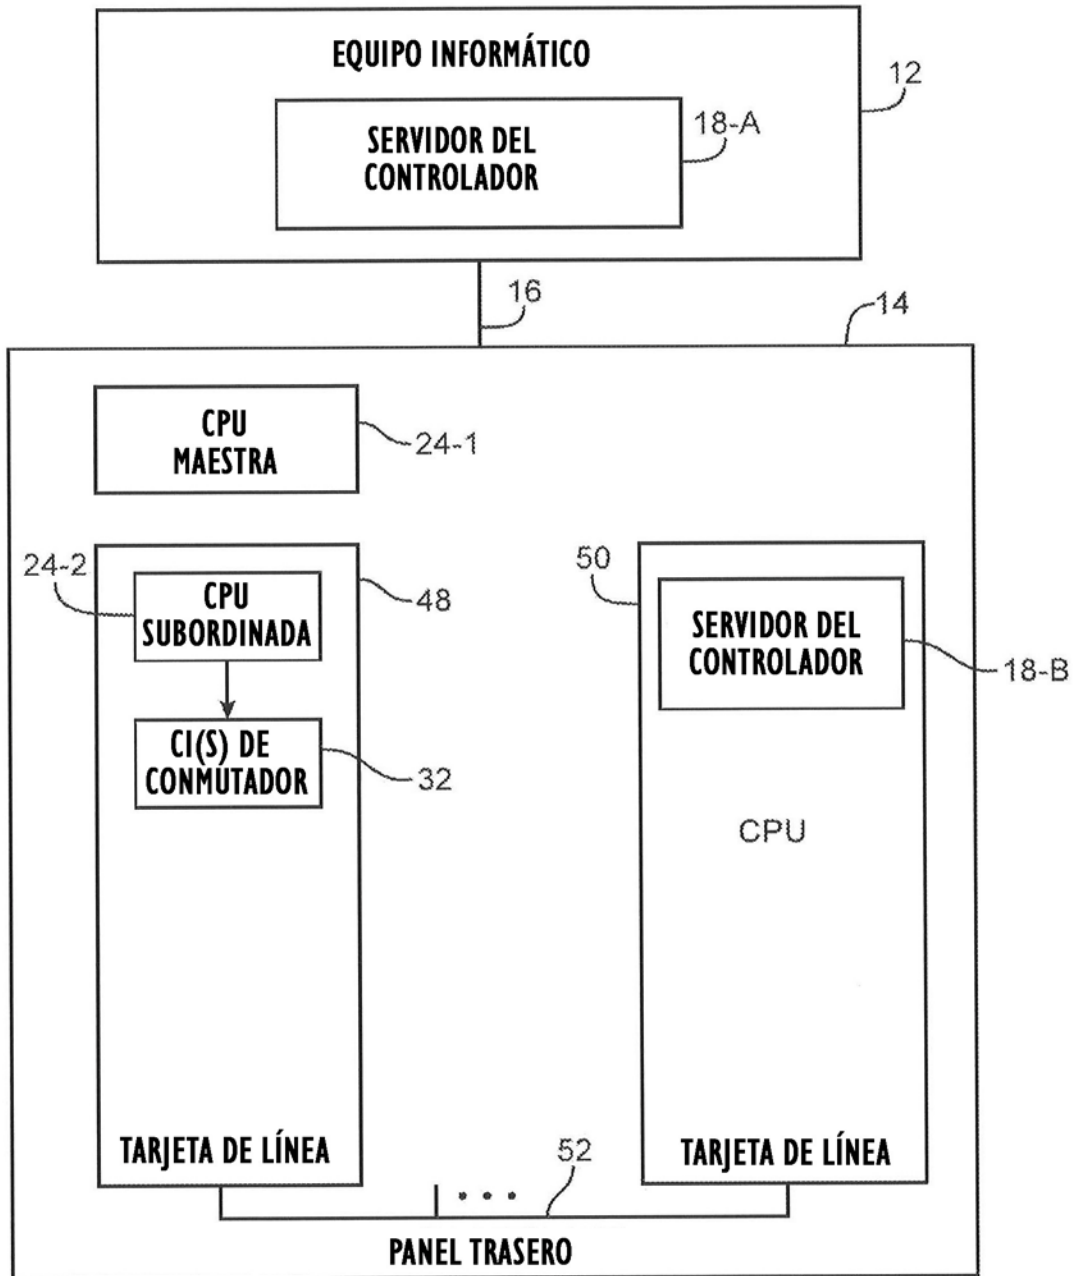 EQUIPO INFORMÁTICO
12
SERVIDOR DEL
CONTROLADOR
18-A
16
14
CPU
MAESTRA
24-1
24-2
CPU
SUBORDINADA
48
CI(S) DE
CONMUTADOR
32
50
SERVIDOR DEL
CONTROLADOR
18-B
CPU
TARJETA DE LÍNEA
TARJETA DE LÍNEA
52
• • •
PANEL TRASERO